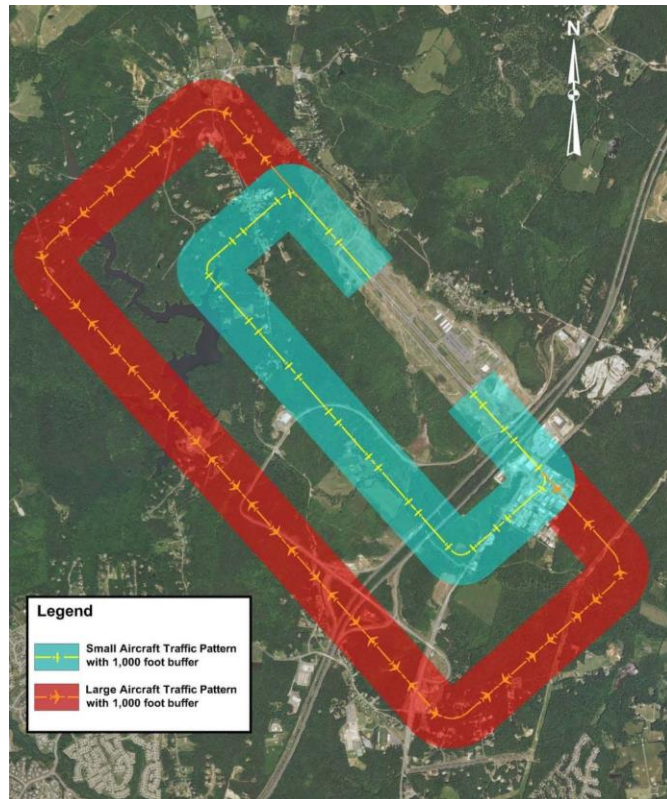 N
Legend
Small Aircraft Traffic Pattern
with 1,000 foot buffer
Large Aircraft Traffic Pattern
with 1,000 foot buffer